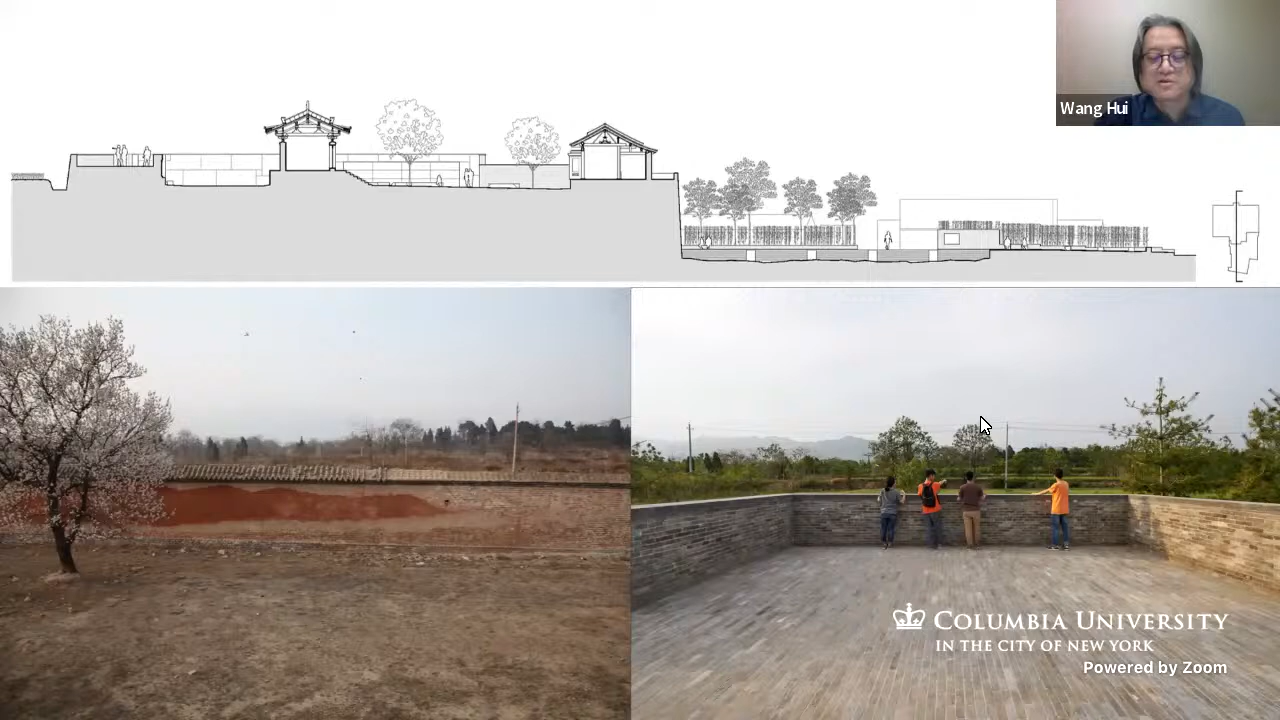 Wang Hui
COLUMBIA UNIVERSITY
IN THE CITY OF NEW YORK
Powered by Zoom